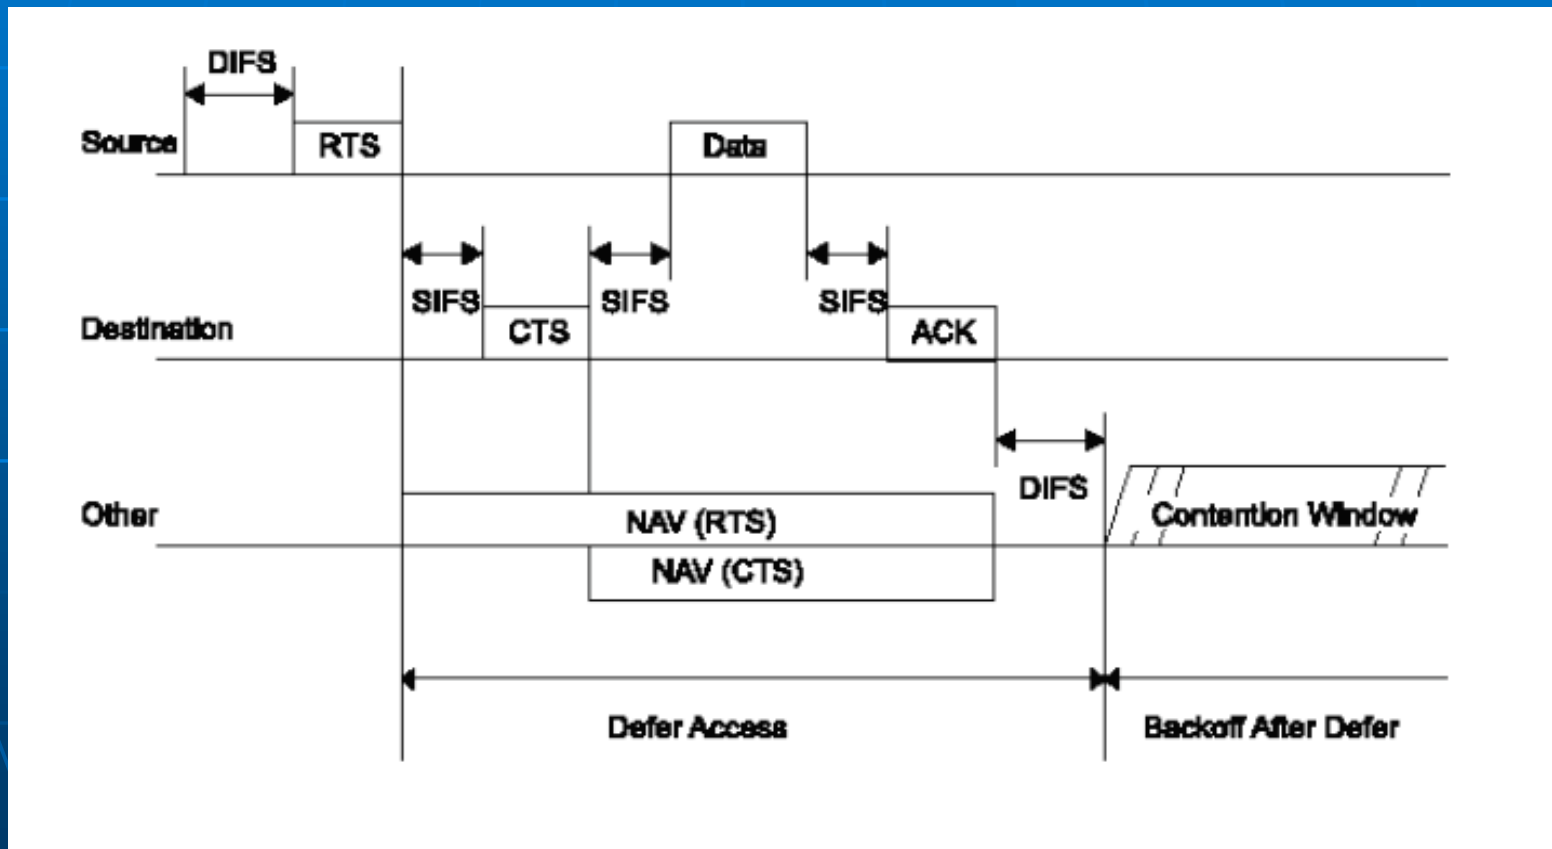 DIFS
Source
RTS
Data
SIFS
SIFS
SIFS
Destination
CTS
ACK
DIFS
Other
NAV (RTS)
Contention Window
NAV (CTS)
Defer Access
Backoff After Defer